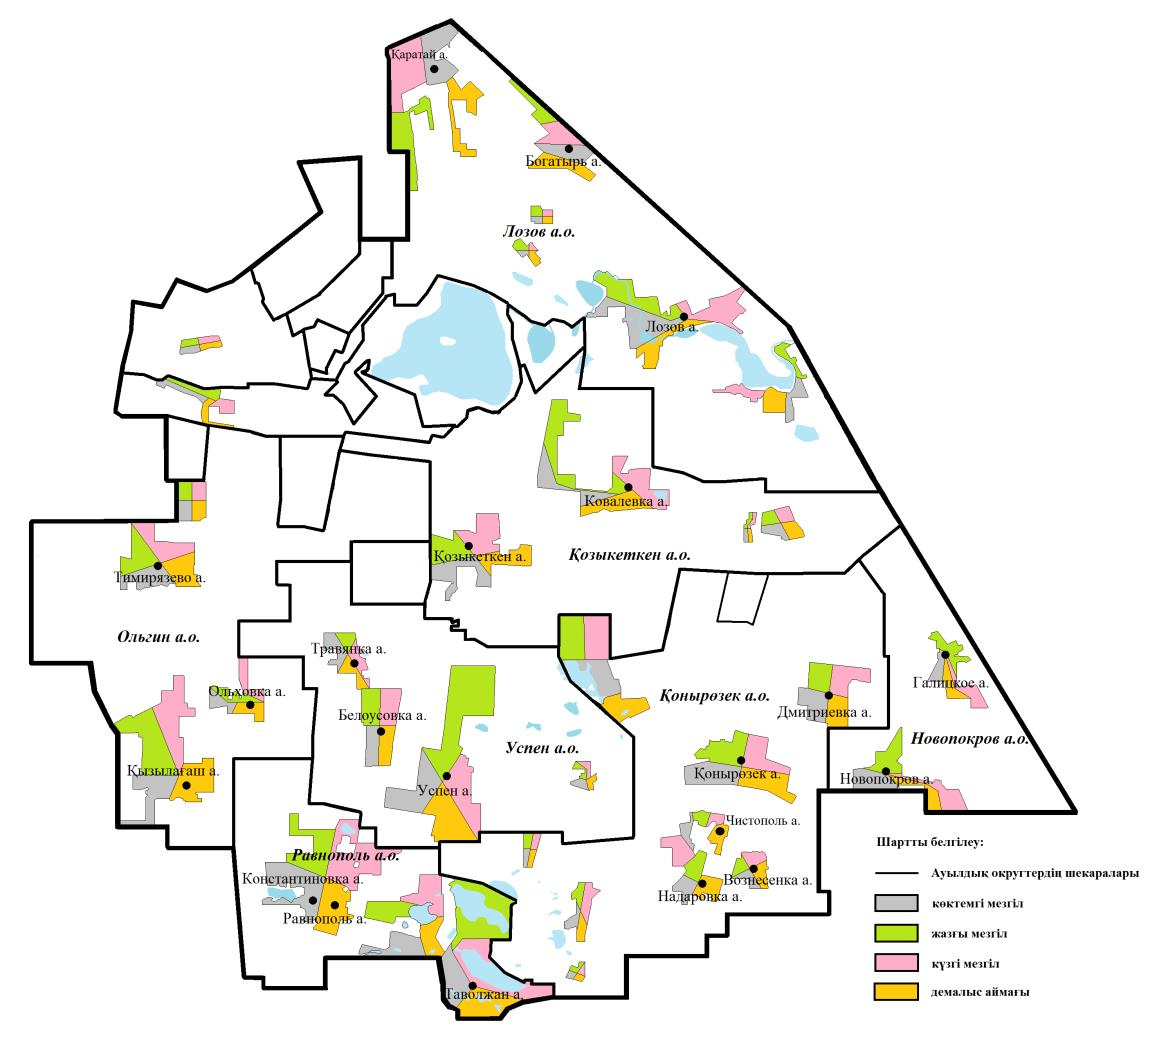 Қаратай а.
Богатырь а.
Лозов а.о.
Лозов а.
Ковалевка а.
Қозыкеткен а.
Қозыкеткен а.о.
Тимирязево а.
Ольгин а.о.
Травянка а.
Галицкое а.
Ольховка а.
Қонырөзек а.о.
Белоусовка а.
Дмитриевка а.
Новопокров а.о.
Успен а.о.
Қызылағаш а.
Қонырөзек а.
Новопокров а.
Успен а.
Чистополь а.
Равнополь а.о.
Константиновка а.
Вознесенка а.
Надаровка а.
Равнополь а.
Таволжан а.
Шартты белгілеу:
Ауылдық округтердің шекаралары
көктемгі мезгіл
жазғы мезгіл
күзгі мезгіл
демалыс аймағы